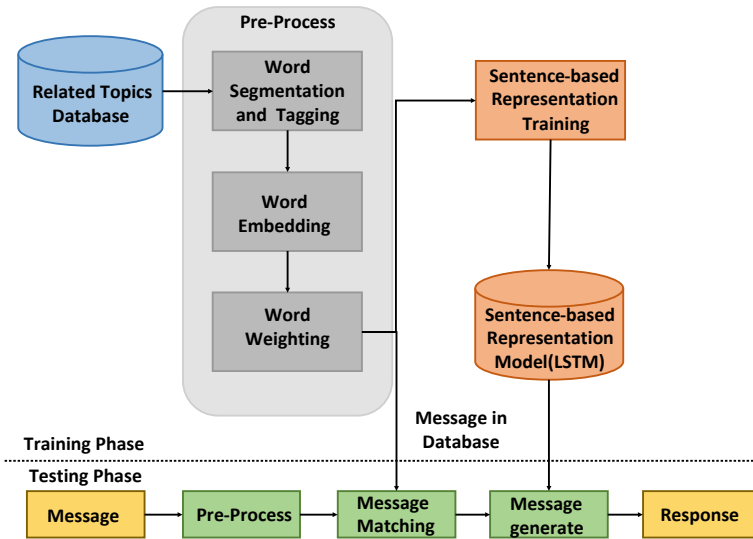 Pre-Process
Related Topics
Database
Word
Segmentation
and Tagging
Word
Embedding
Word
Weighting
Sentence-based
Representation
Training
Sentence-based
Representation
Model(LSTM)
Message in
Database
Training Phase
Testing Phase
Message
Pre-Process
Message
Matching
Message
generate
Response